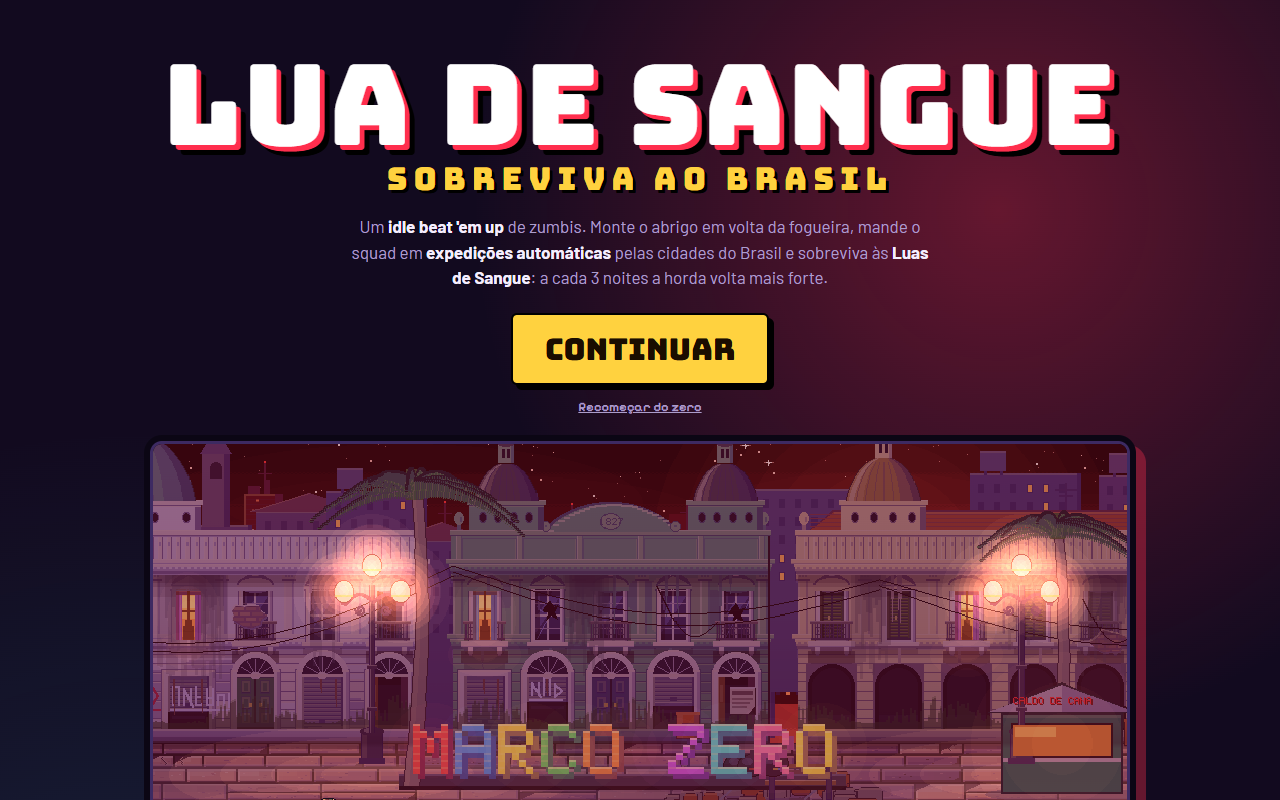 LUA DE SANGUE
SOBREVIVA AO BRASIL
Um idle beat 'em up de zumbis. Monte o abrigo em volta da fogueira, mande o
squad em expedições automáticas pelas cidades do Brasil e sobreviva às Luas
de Sangue: a cada 3 noites a horda volta mais forte.
CONTINUAR
Recomeçar do zero
CALDO DE CANA
MARCO ZERO